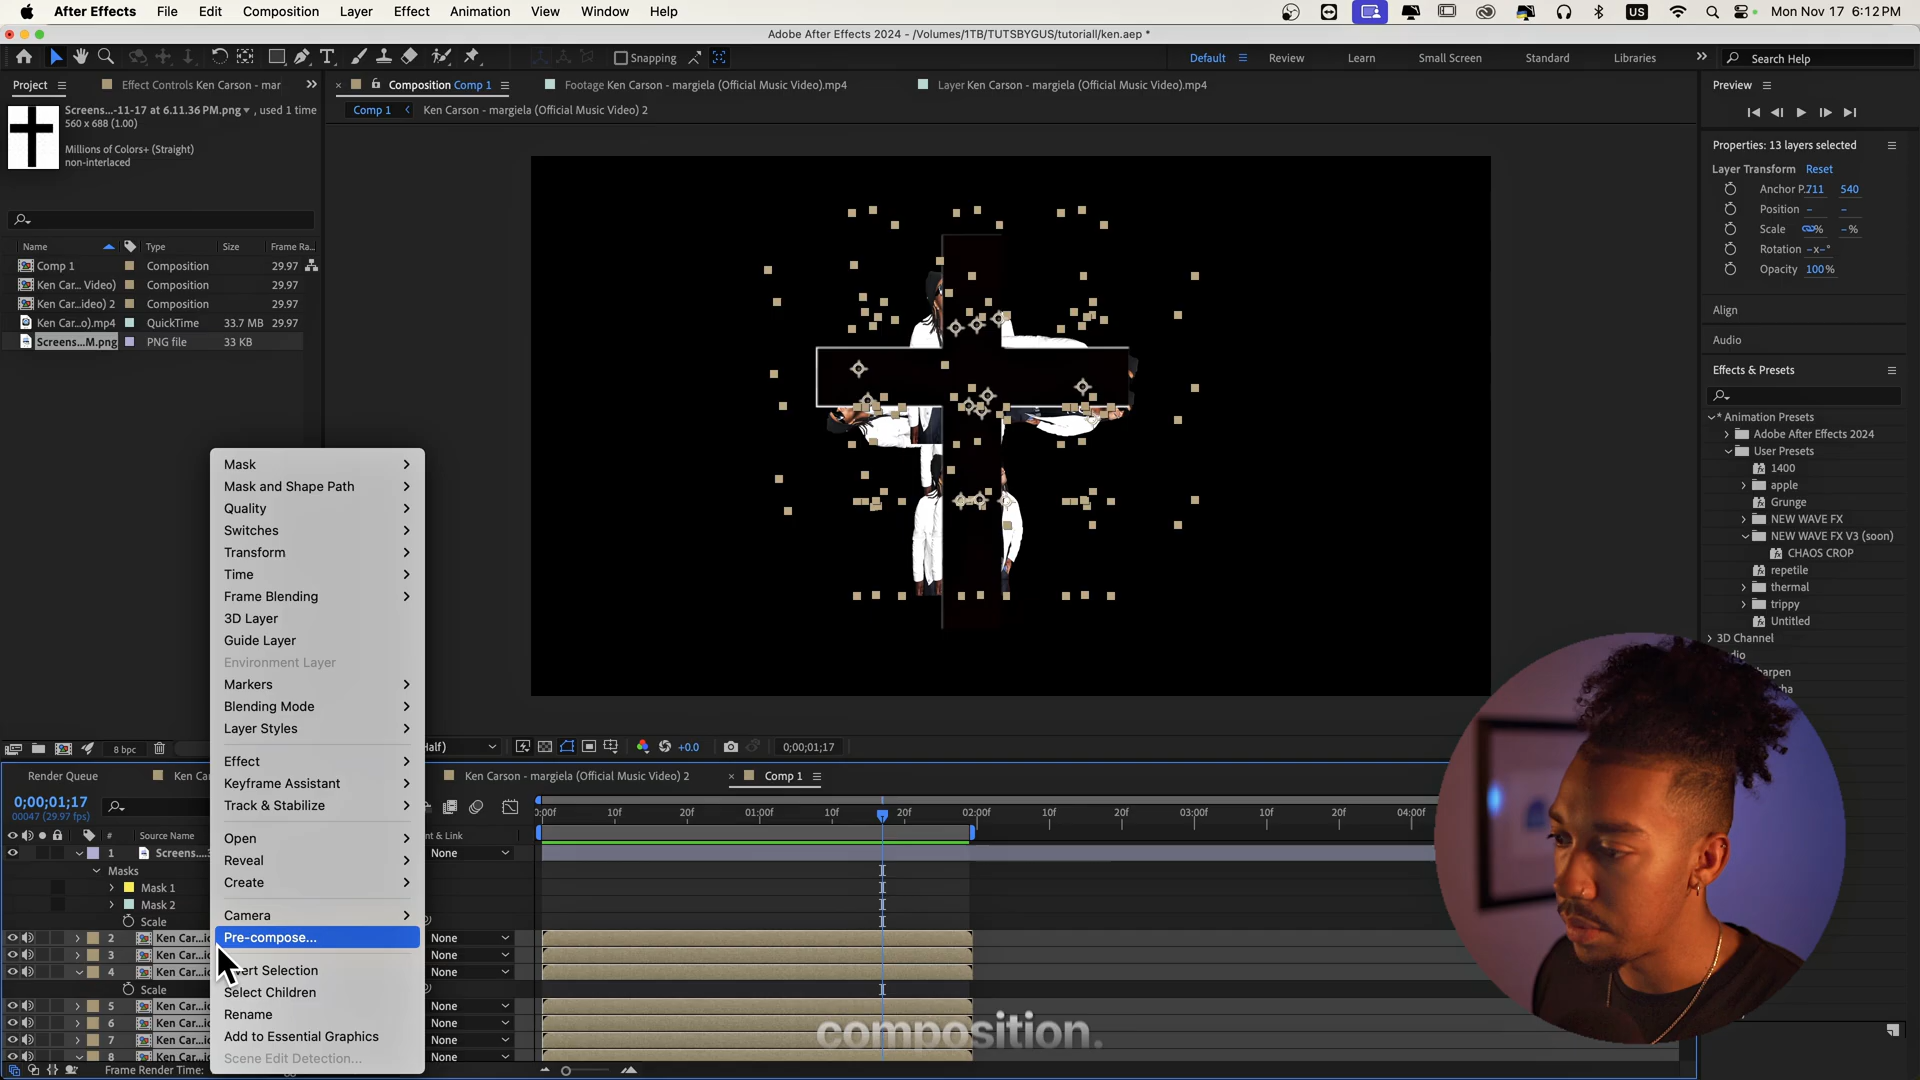 After Effects File Edit Composition Layer Effect Animation View Window Help US Mon Nov 17 6:12 PM
Adobe After Effects 2024 - /Volumes/1TB/TUTSBYGUS/tutoriall/ken.aep *
Snapping Default Review Learn Small Screen Standard Libraries Search Help
Project Effect Controls Ken Carson - mar
Composition Comp 1 Footage Ken Carson - margiela (Official Music Video).mp4 Layer Ken Carson - margiela (Official Music Video).mp4
Comp 1 Ken Carson - margiela (Official Music Video) 2
Screens...-11-17 at 6.11.36 PM.png , used 1 time
560 x 688 (1.00)
Millions of Colors+ (Straight)
non-interlaced
Name Type Size Frame Ra...
Comp 1 Composition 29.97
Ken Car... Video) Composition 29.97
Ken Car...ideo) 2 Composition 29.97
Ken Car...o).mp4 QuickTime 33.7 MB 29.97
Screens...M.png PNG file 33 KB
Preview
Properties: 13 layers selected
Layer Transform Reset
Anchor P. 711 540
Position - -
Scale -% -%
Rotation -x-°
Opacity 100%
Align
Audio
Effects & Presets
* Animation Presets
Adobe After Effects 2024
User Presets
1400
apple
Grunge
NEW WAVE FX
NEW WAVE FX V3 (soon)
CHAOS CROP
repetile
thermal
trippy
Untitled
3D Channel
Mask
Mask and Shape Path
Quality
Switches
Transform
Time
Frame Blending
3D Layer
Guide Layer
Environment Layer
Markers
Blending Mode
Layer Styles
Effect
Keyframe Assistant
Track & Stabilize
Open
Reveal
Create
Camera
Pre-compose...
Selection
Select Children
Rename
Add to Essential Graphics
Scene Edit Detection...
8 bpc
Half) +0.0 0;00;01;17
Render Queue Ken Ca Ken Carson - margiela (Official Music Video) 2 Comp 1
0;00;01;17
00047 (29.97 fps)
:00f 10f 20f 01:00f 10f 20f 02:00f 10f 20f 03:00f 10f 20f 04:00f
# Source Name
1 Screens.... None
Masks
Mask 1
Mask 2
Scale
2 Ken Car...i None
3 Ken Car...i None
4 Ken Car...i None
Scale
5 Ken Car...i None
6 Ken Car...i None
7 Ken Car...i None
8 Ken Car...i None
Frame Render Time:
composition.